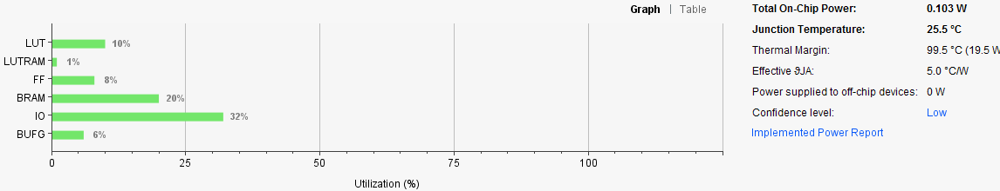 Graph | Table
LUT 10%
LUTRAM 1%
FF 8%
BRAM 20%
IO 32%
BUFG 6%
0 25 50 75 100
Utilization (%)
Total On-Chip Power: 0.103 W
Junction Temperature: 25.5 °C
Thermal Margin: 99.5 °C (19.5 W
Effective ϑJA: 5.0 °C/W
Power supplied to off-chip devices: 0 W
Confidence level: Low
Implemented Power Report